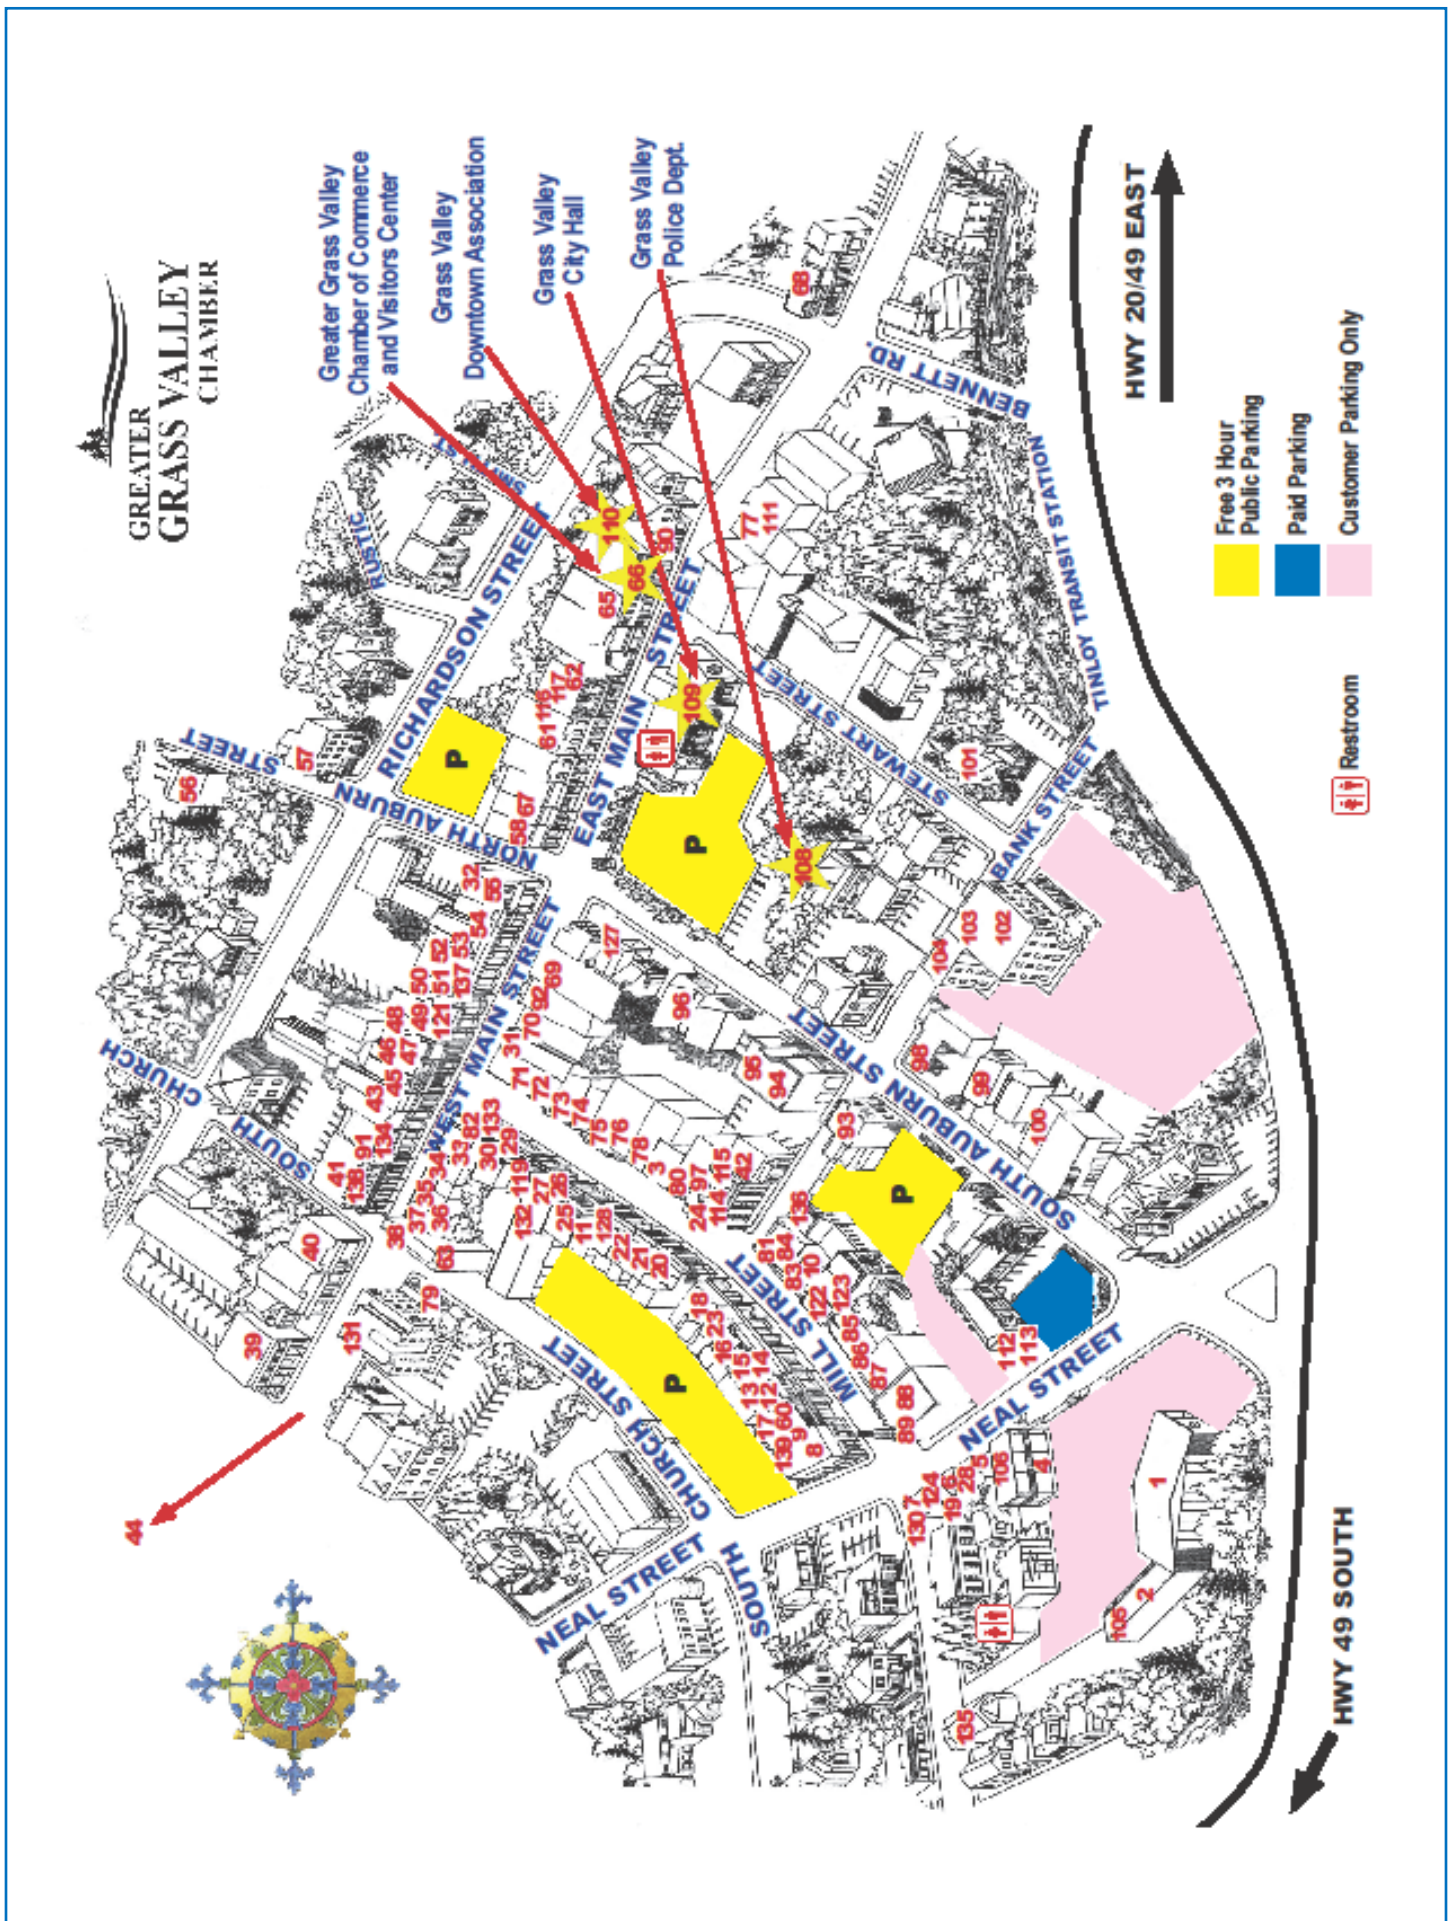 GREATER
GRASS VALLEY
CHAMBER
Greater Grass Valley
Chamber of Commerce
and Visitors Center
Grass Valley
Downtown Association
Grass Valley
City Hall
Grass Valley
Police Dept.
44
39
40
131
79
63
38
37
35
34
36
33
82
30
133
29
119
132
27
26
25
11
128
22
21
20
18
23
16
15
14
13
12
17
60
139
9
8
41
138
91
134
43
45
46
47
48
49
121
50
51
137
52
53
54
32
55
56
57
58
67
61
116
117
62
65
66
110
90
109
108
77
111
68
101
103
102
104
127
69
92
70
31
71
72
73
74
75
76
78
3
80
97
24
114
115
42
96
95
94
93
98
99
100
136
81
84
83
10
122
123
85
86
87
88
89
112
113
130
7
124
19
6
28
5
106
4
1
2
105
135
CHURCH
SOUTH
STREET
NORTH AUBURN
RICHARDSON STREET
RUSTIC
WEST MAIN STREET
EAST MAIN
STREET
STEWART STREET
BANK STREET
BENNETT RD.
TINLOY TRANSIT STATION
SOUTH AUBURN STREET
SOUTH AUBURN
MILL STREET
STREET
CHURCH STREET
NEAL STREET
NEAL STREET
SOUTH
P
P
P
P
HWY 20/49 EAST
HWY 49 SOUTH
Free 3 Hour
Public Parking
Paid Parking
Customer Parking Only
Restroom